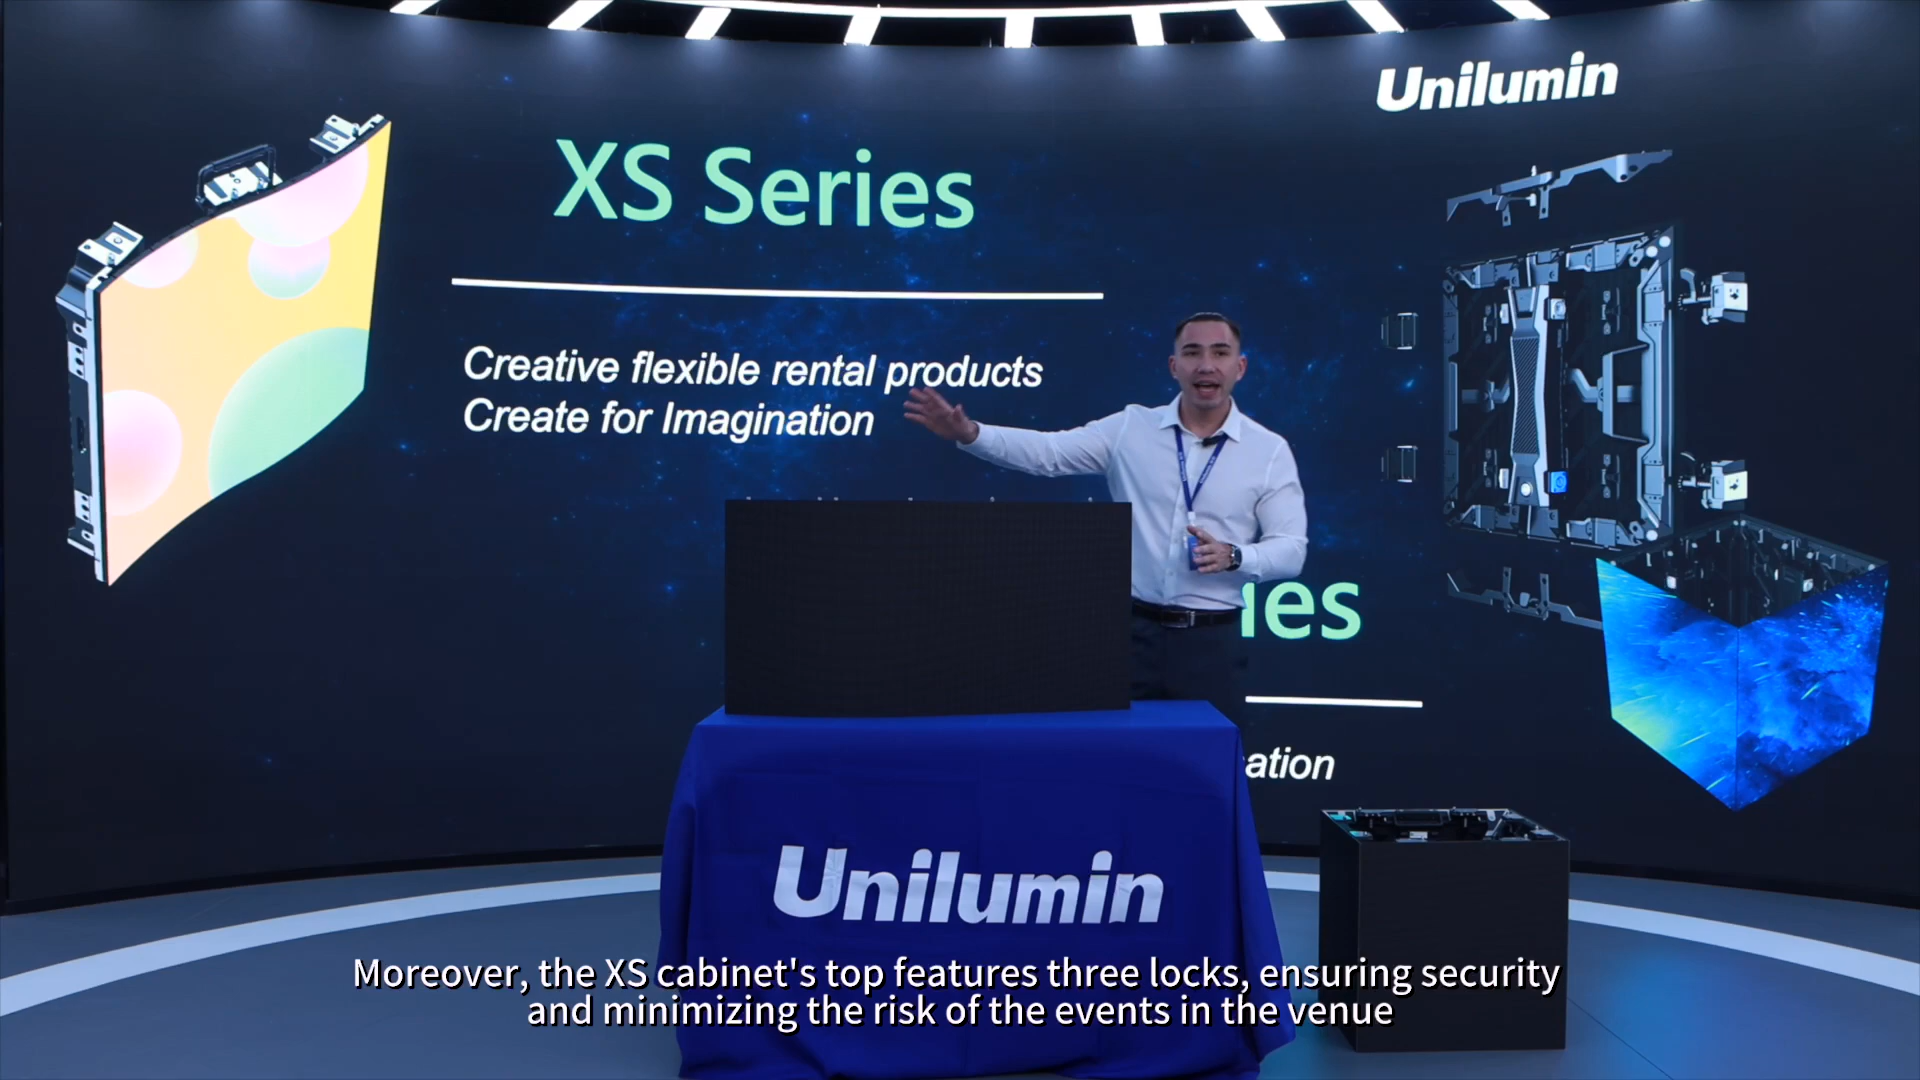 Unilumin
XS Series
Creative flexible rental products
Create for Imagination
ies
ation
Unilumin
Moreover, the XS cabinet's top features three locks, ensuring security
and minimizing the risk of the events in the venue